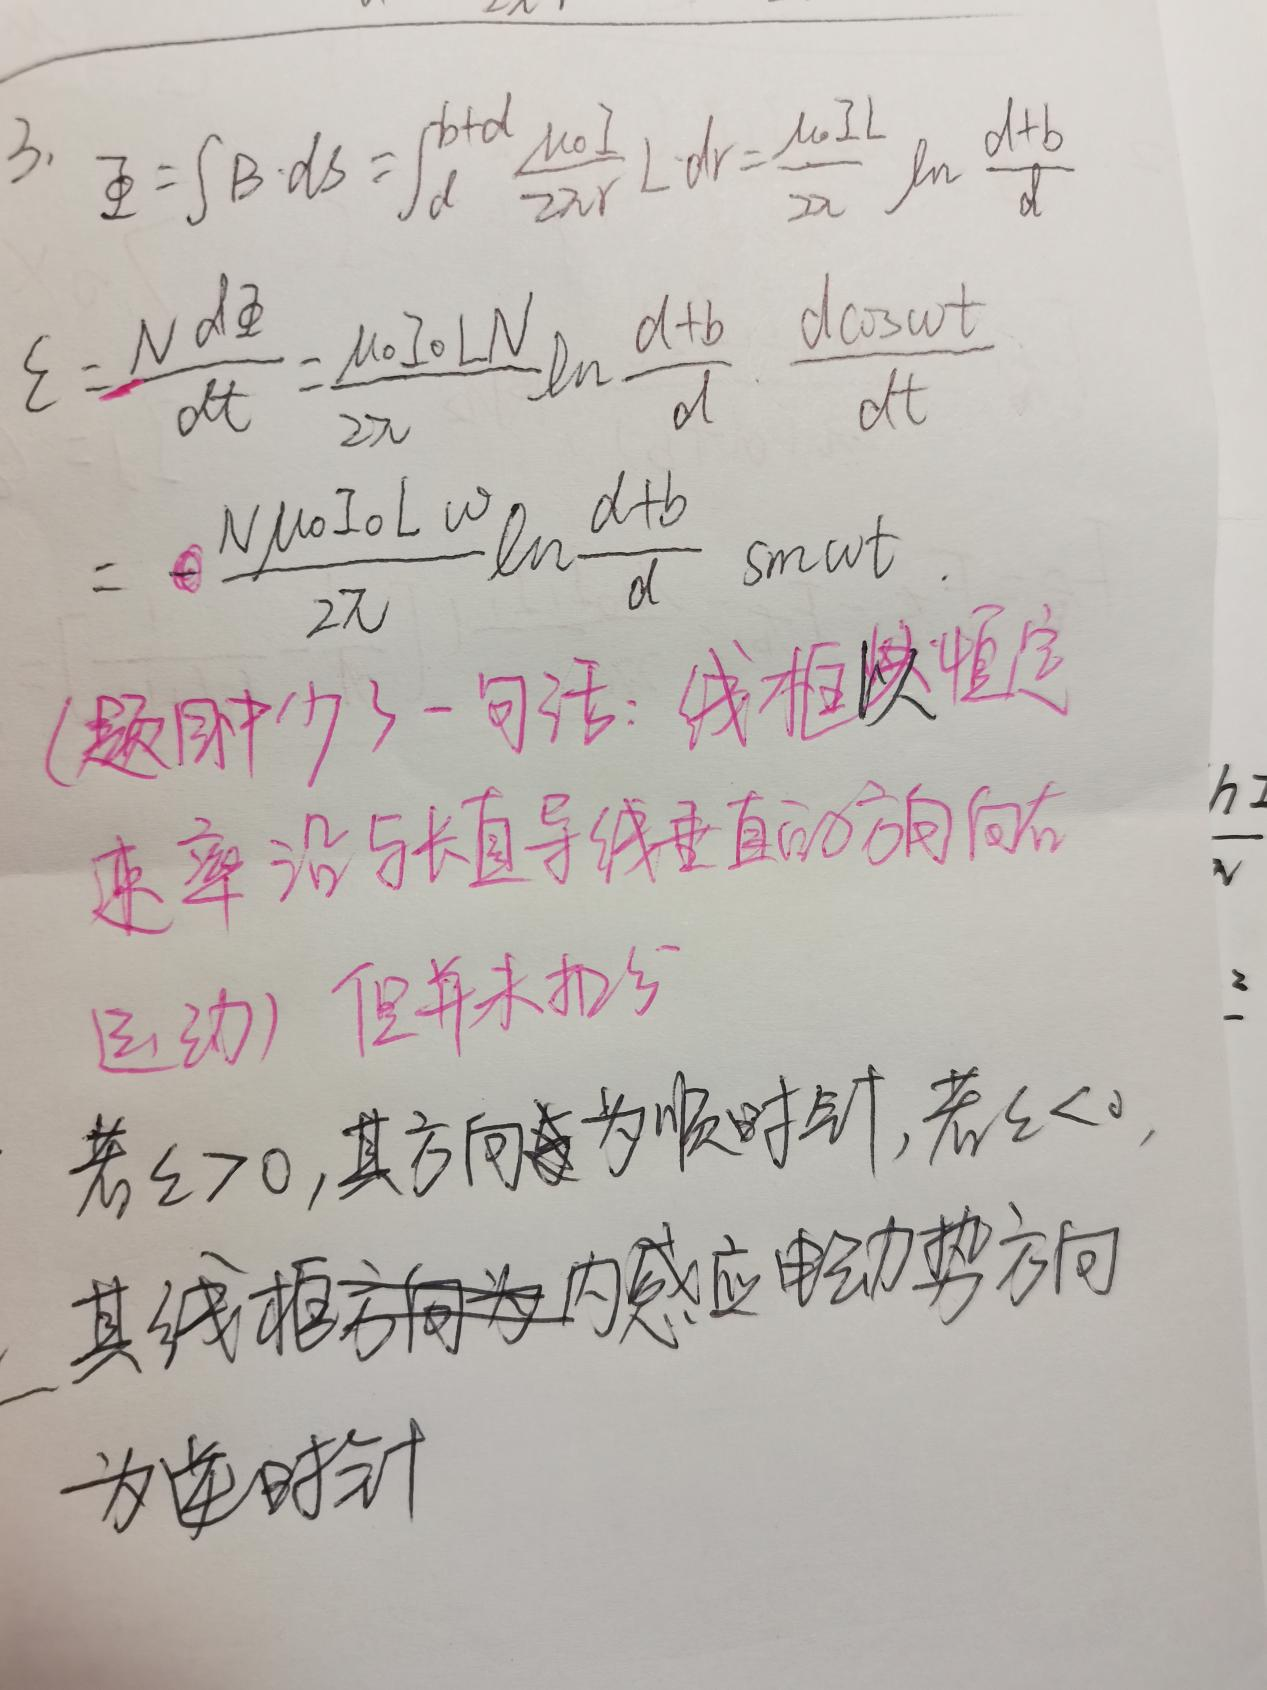 3. Φ = ∫B·ds = ∫_d^{b+d} μ₀I/2πr L·dr = μ₀IL/2π ln (d+b)/d
ε = - N dΦ/dt = μ₀I₀LN/2π ln (d+b)/d · dcosωt/dt
= Nμ₀I₀Lω/2π ln (d+b)/d sinωt.
(题目中少了一句话：线框以恒定
速率沿与长直导线垂直的方向向右
运动) 但并未扣分
若ε>0,其方向为顺时针,若ε<0,
其线框内感应电动势方向
为逆时针